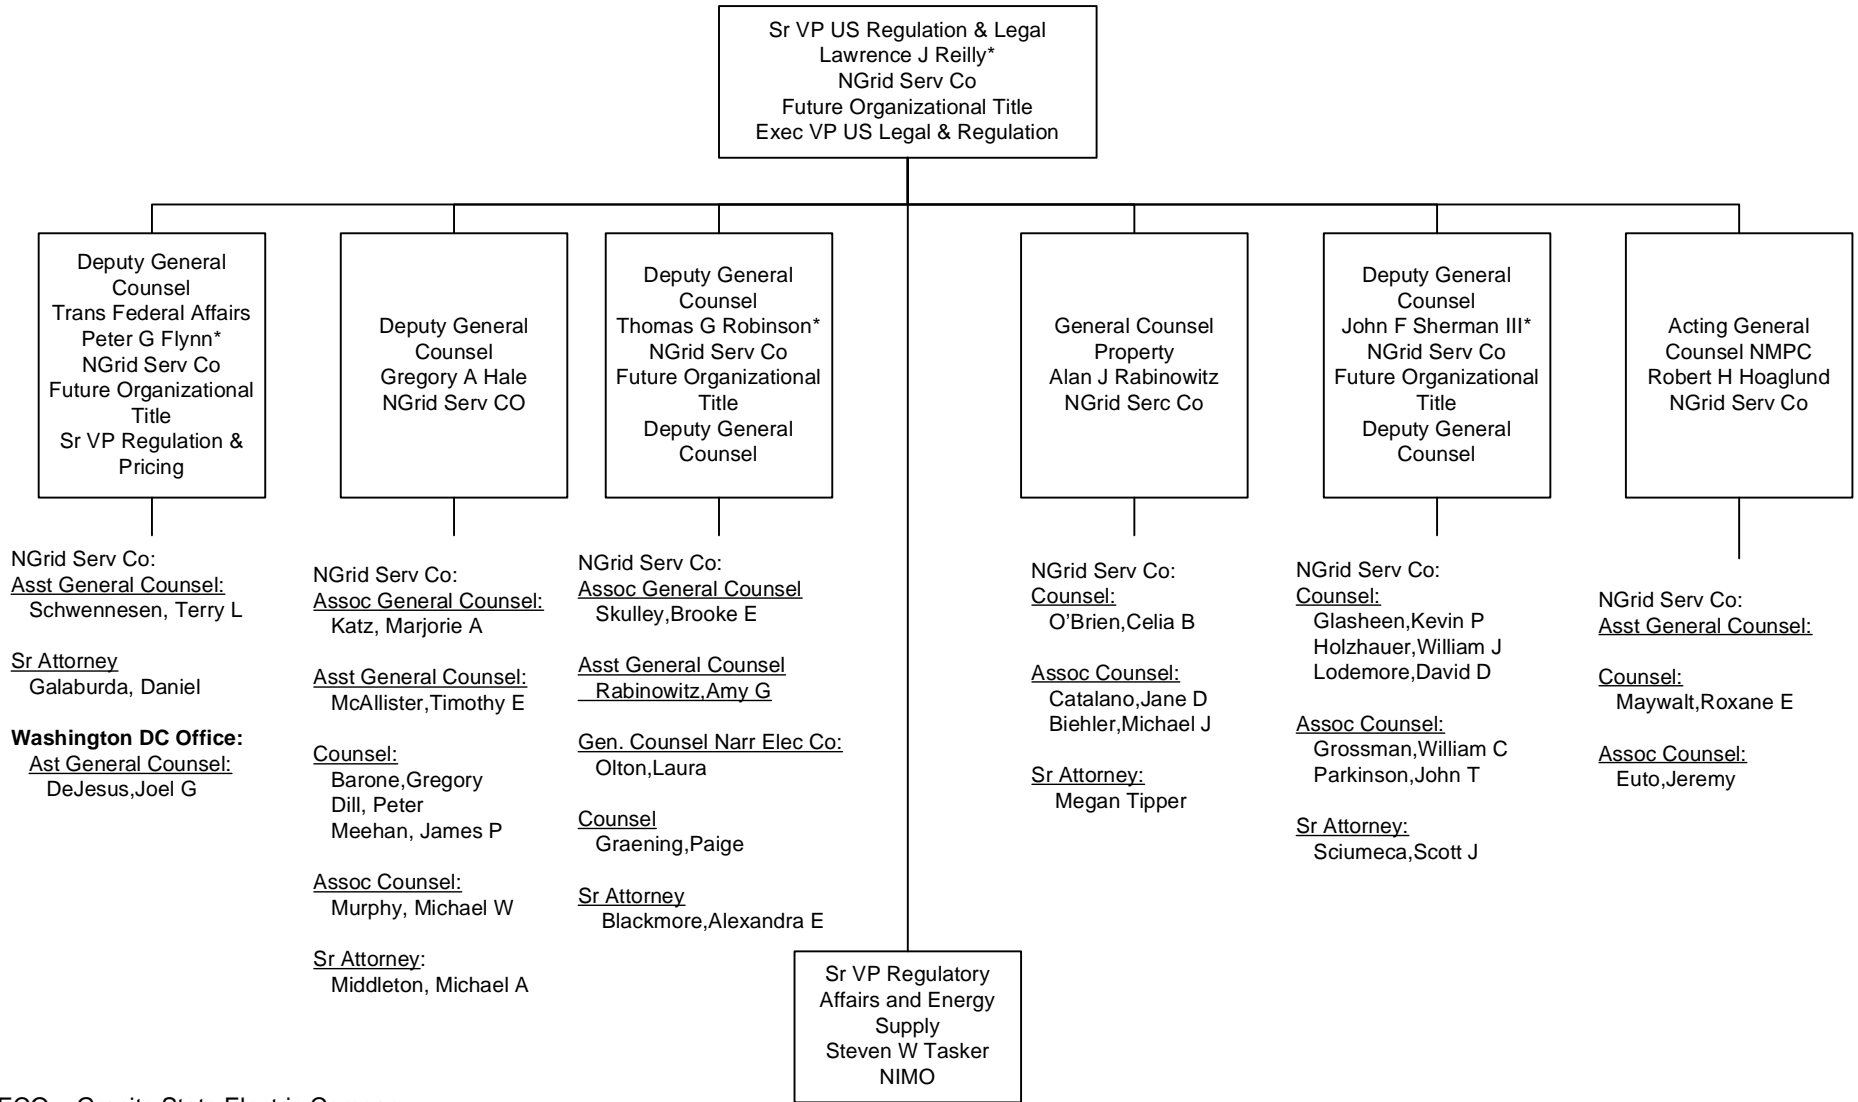 Sr VP US Regulation & Legal
Lawrence J Reilly*
NGrid Serv Co
Future Organizational Title
Exec VP US Legal & Regulation
Deputy General
Counsel
Trans Federal Affairs
Peter G Flynn*
NGrid Serv Co
Future Organizational
Title
Sr VP Regulation &
Pricing
Deputy General
Counsel
Gregory A Hale
NGrid Serv CO
Deputy General
Counsel
Thomas G Robinson*
NGrid Serv Co
Future Organizational
Title
Deputy General
Counsel
General Counsel
Property
Alan J Rabinowitz
NGrid Serc Co
Deputy General
Counsel
John F Sherman III*
NGrid Serv Co
Future Organizational
Title
Deputy General
Counsel
Acting General
Counsel NMPC
Robert H Hoaglund
NGrid Serv Co
NGrid Serv Co:
Asst General Counsel:
Schwennesen, Terry L
Sr Attorney
Galaburda, Daniel
Washington DC Office:
Ast General Counsel:
DeJesus,Joel G
NGrid Serv Co:
Assoc General Counsel:
Katz, Marjorie A
Asst General Counsel:
McAllister,Timothy E
Counsel:
Barone,Gregory
Dill, Peter
Meehan, James P
Assoc Counsel:
Murphy, Michael W
Sr Attorney:
Middleton, Michael A
NGrid Serv Co:
Assoc General Counsel
Skulley,Brooke E
Asst General Counsel
Rabinowitz,Amy G
Gen. Counsel Narr Elec Co:
Olton,Laura
Counsel
Graening,Paige
Sr Attorney
Blackmore,Alexandra E
NGrid Serv Co:
Counsel:
O’Brien,Celia B
Assoc Counsel:
Catalano,Jane D
Biehler,Michael J
Sr Attorney:
Megan Tipper
NGrid Serv Co:
Counsel:
Glasheen,Kevin P
Holzhauer,William J
Lodemore,David D
Assoc Counsel:
Grossman,William C
Parkinson,John T
Sr Attorney:
Sciumeca,Scott J
NGrid Serv Co:
Asst General Counsel:
Counsel:
Maywalt,Roxane E
Assoc Counsel:
Euto,Jeremy
Sr VP Regulatory
Affairs and Energy
Supply
Steven W Tasker
NIMO